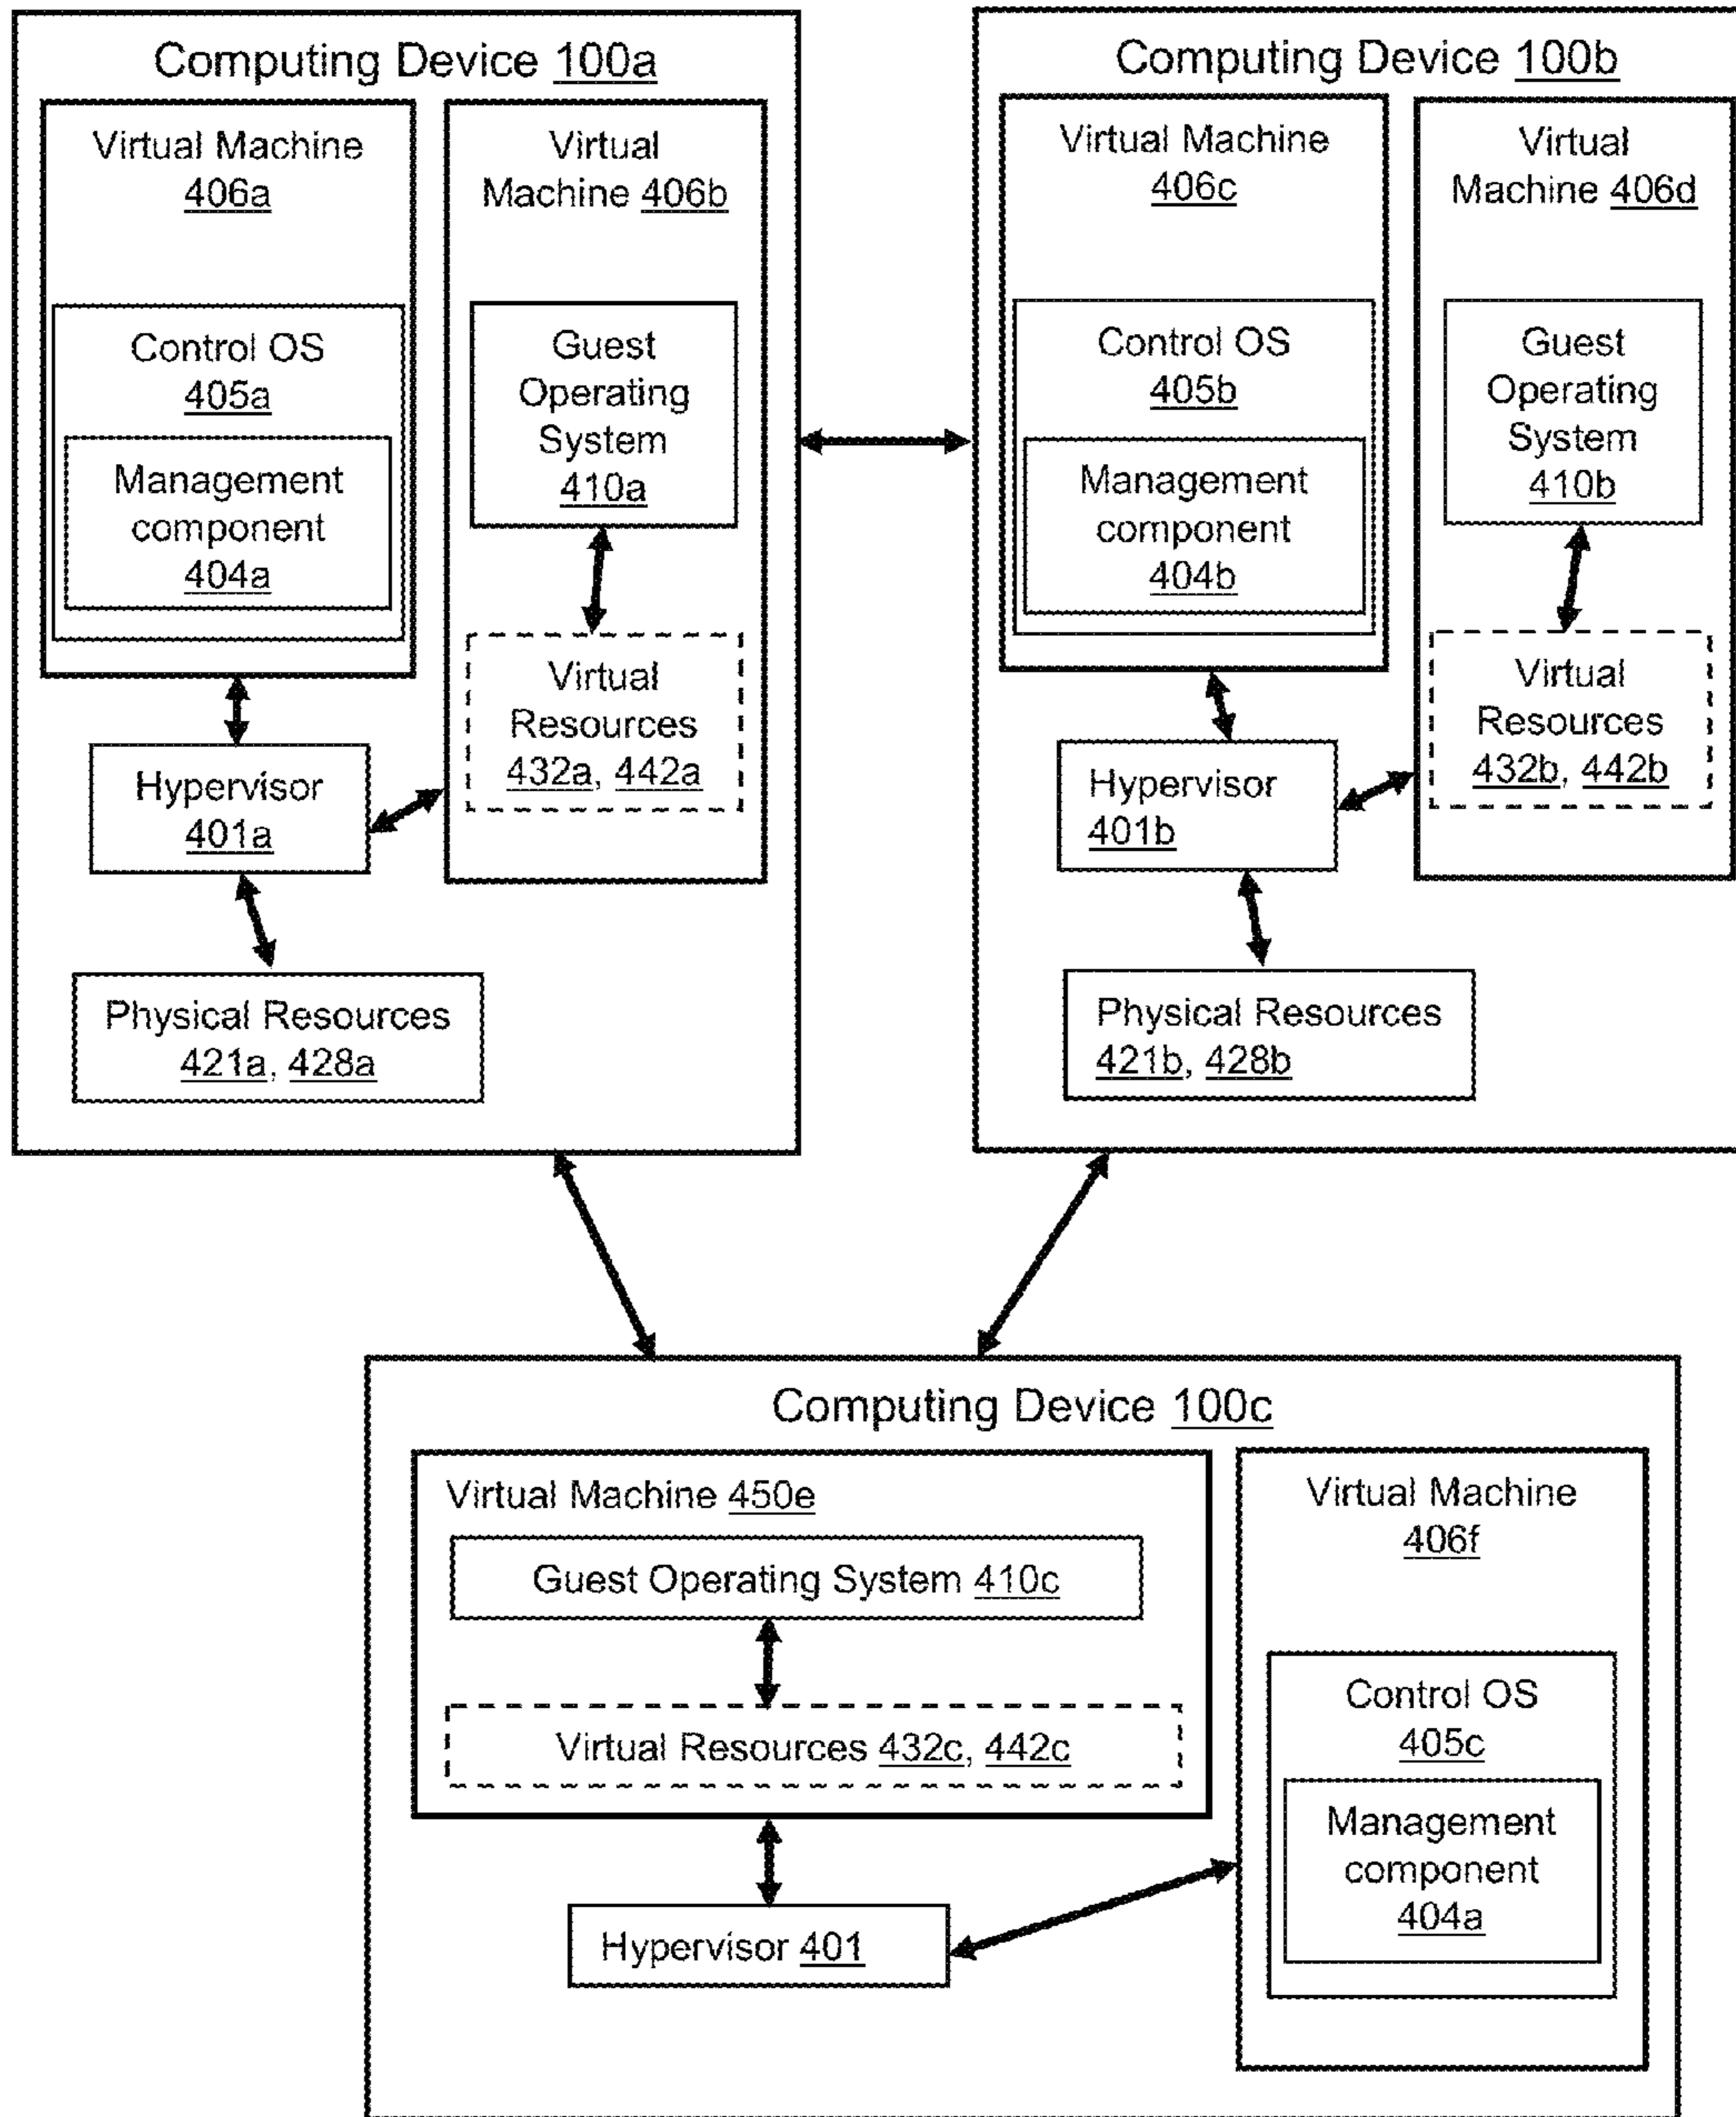 Computing Device 100a
Virtual Machine
406a
Control OS
405a
Management
component
404a
Virtual
Machine 406b
Guest
Operating
System
410a
Virtual
Resources
432a, 442a
Hypervisor
401a
Physical Resources
421a, 428a
Computing Device 100b
Virtual Machine
406c
Control OS
405b
Management
component
404b
Virtual
Machine 406d
Guest
Operating
System
410b
Virtual
Resources
432b, 442b
Hypervisor
401b
Physical Resources
421b, 428b
Computing Device 100c
Virtual Machine 450e
Guest Operating System 410c
Virtual Resources 432c, 442c
Hypervisor 401
Virtual Machine
406f
Control OS
405c
Management
component
404a